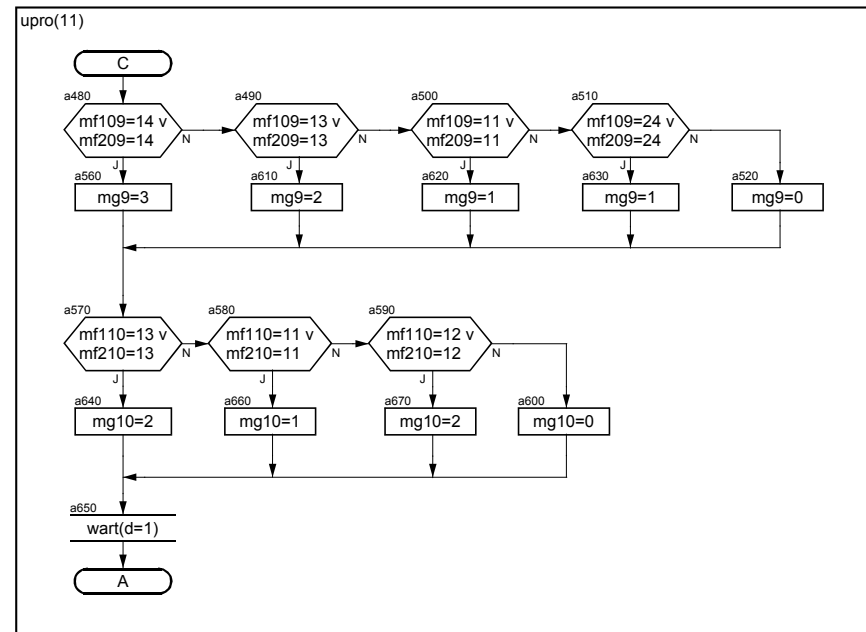 upro(11)
C
a480
mf109=14 v
mf209=14
N
J
a490
mf109=13 v
mf209=13
N
J
a500
mf109=11 v
mf209=11
N
J
a510
mf109=24 v
mf209=24
N
J
a560
mg9=3
a610
mg9=2
a620
mg9=1
a630
mg9=1
a520
mg9=0
a570
mf110=13 v
mf210=13
N
J
a580
mf110=11 v
mf210=11
N
J
a590
mf110=12 v
mf210=12
N
J
a640
mg10=2
a660
mg10=1
a670
mg10=2
a600
mg10=0
a650
wart(d=1)
A